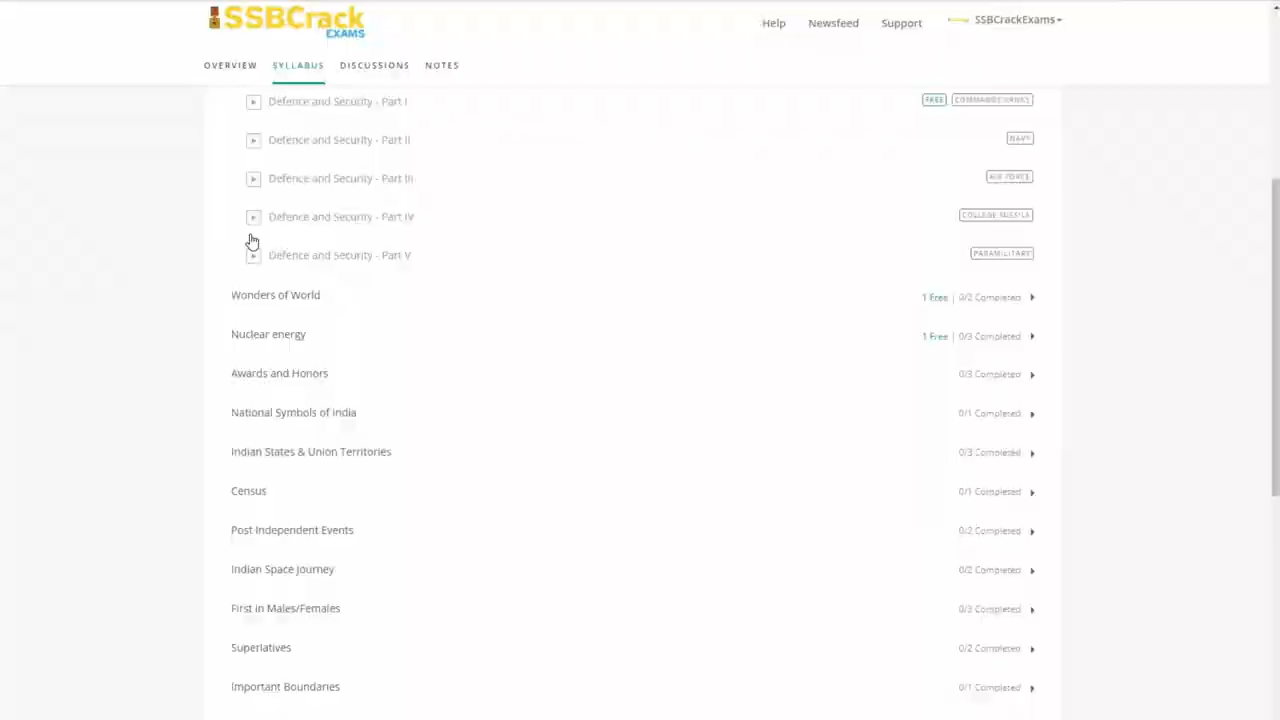 SSBCrack
EXAMS
Help Newsfeed Support SSBCrackExams
OVERVIEW SYLLABUS DISCUSSIONS NOTES
Defence and Security - Part I FREE
Defence and Security - Part II NAVY
Defence and Security - Part III AIR FORCE
Defence and Security - Part IV COLLEGE
Defence and Security - Part V PARAMILITARY
Wonders of World 1 Free | 0/2 Completed
Nuclear energy 1 Free | 0/3 Completed
Awards and Honors 0/3 Completed
National Symbols of India 0/1 Completed
Indian States & Union Territories 0/3 Completed
Census 0/1 Completed
Post Independent Events 0/2 Completed
Indian Space Journey 0/2 Completed
First in Males/Females 0/3 Completed
Superlatives 0/2 Completed
Important Boundaries 0/1 Completed